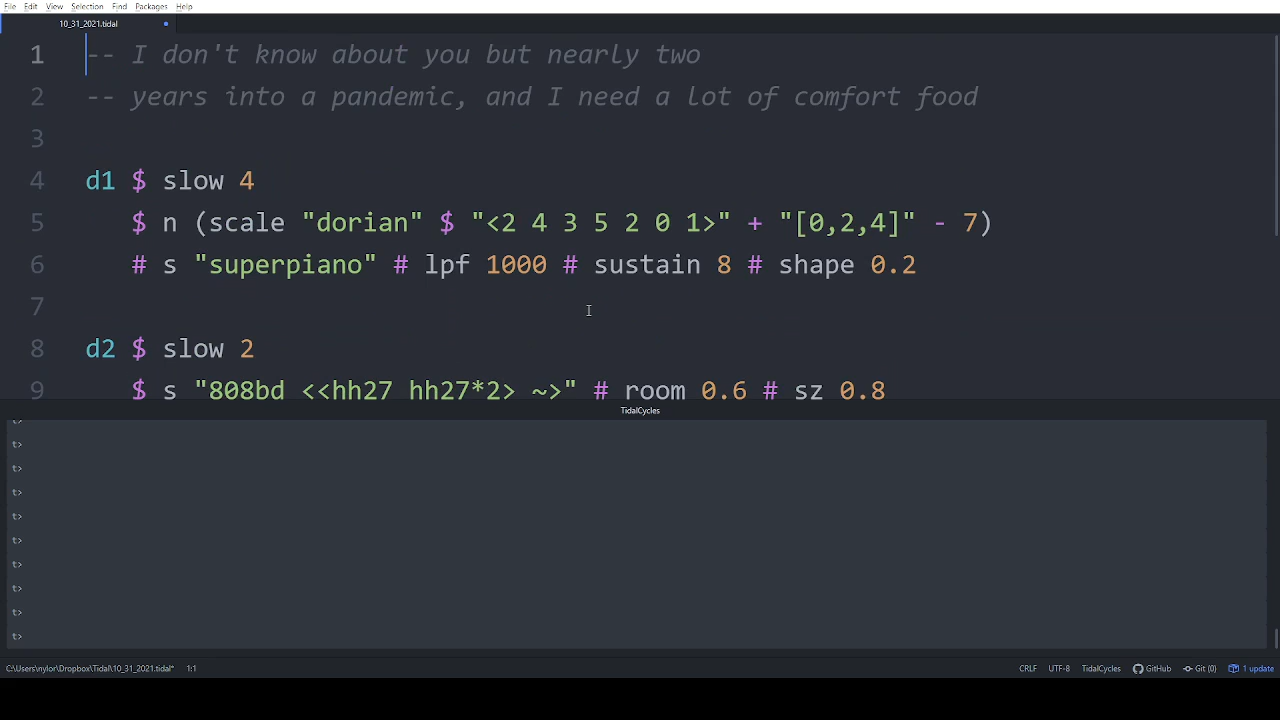 File Edit View Selection Find Packages Help
10_31_2021.tidal
1 -- I don't know about you but nearly two
2 -- years into a pandemic, and I need a lot of comfort food
3
4 d1 $ slow 4
5 $ n (scale "dorian" $ "<2 4 3 5 2 0 1>" + "[0,2,4]" - 7)
6 # s "superpiano" # lpf 1000 # sustain 8 # shape 0.2
7
8 d2 $ slow 2
9 $ s "808bd <<hh27 hh27*2> ~>" # room 0.6 # sz 0.8
TidalCycles
t>
t>
t>
t>
t>
t>
t>
t>
t>
t>
C:\Users\nylor\Dropbox\Tidal\10_31_2021.tidal* 1:1 CRLF UTF-8 TidalCycles GitHub Git (0) 1 update